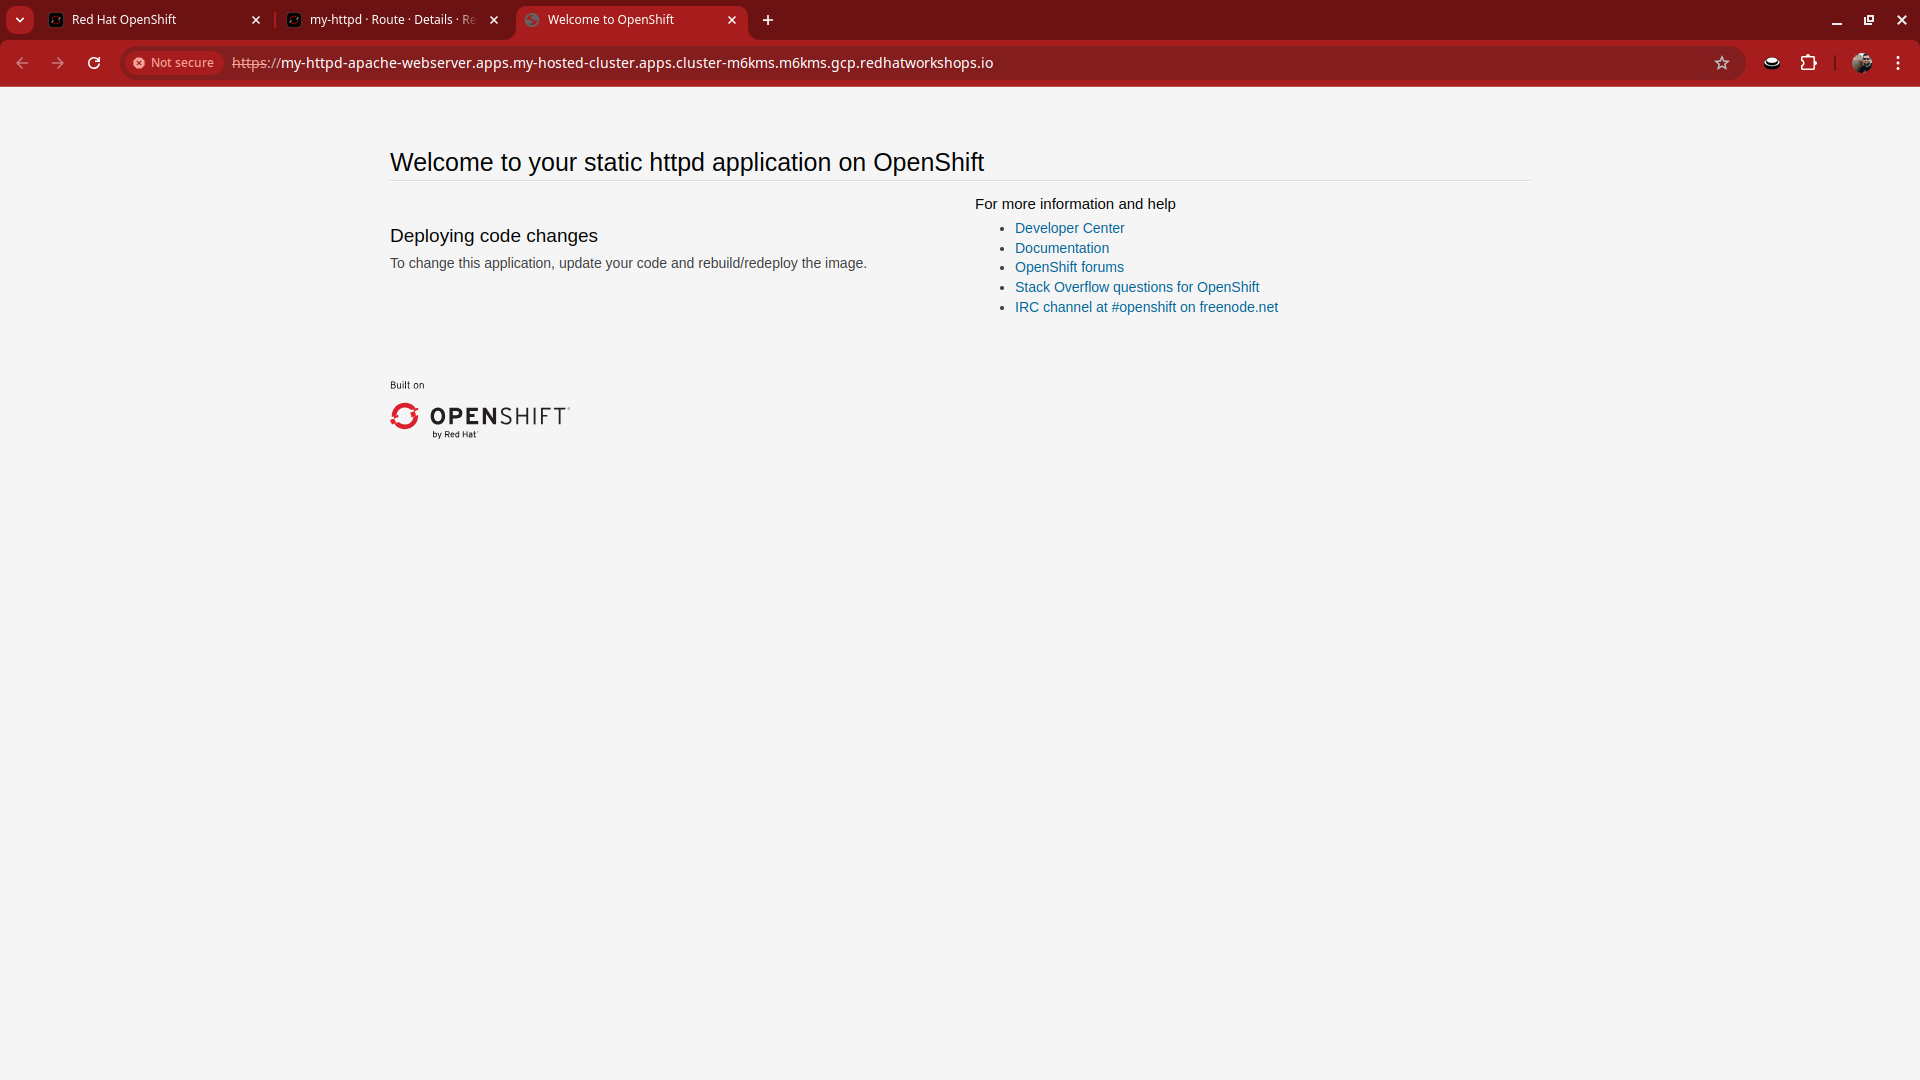 Red Hat OpenShift
my-httpd · Route · Details · Re
Welcome to OpenShift
Not secure
https://my-httpd-apache-webserver.apps.my-hosted-cluster.apps.cluster-m6kms.m6kms.gcp.redhatworkshops.io
Welcome to your static httpd application on OpenShift
Deploying code changes
To change this application, update your code and rebuild/redeploy the image.
For more information and help
Developer Center
Documentation
OpenShift forums
Stack Overflow questions for OpenShift
IRC channel at #openshift on freenode.net
Built on
OPENSHIFT
by Red Hat